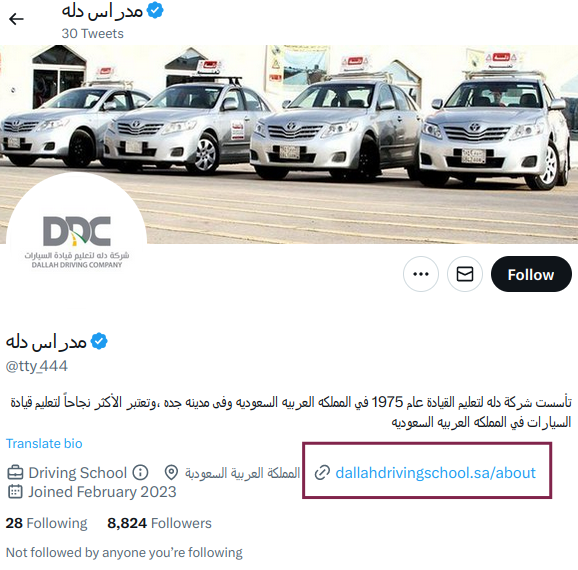 مدراس دله
30 Tweets
DDC
شركة دله لتعليم قيادة السيارات
DALLAH DRIVING COMPANY
Follow
مدراس دله
@tty_444
تأسست شركة دله لتعليم القيادة عام 1975 في المملكه العربيه السعوديه وفى مدينه جده ،وتعتبر الأكثر نجاحاً لتعليم قيادة
السيارات في المملكه العربيه السعوديه
Translate bio
Driving School المملكة العربية السعودية dallahdrivingschool.sa/about
Joined February 2023
28 Following 8,824 Followers
Not followed by anyone you're following